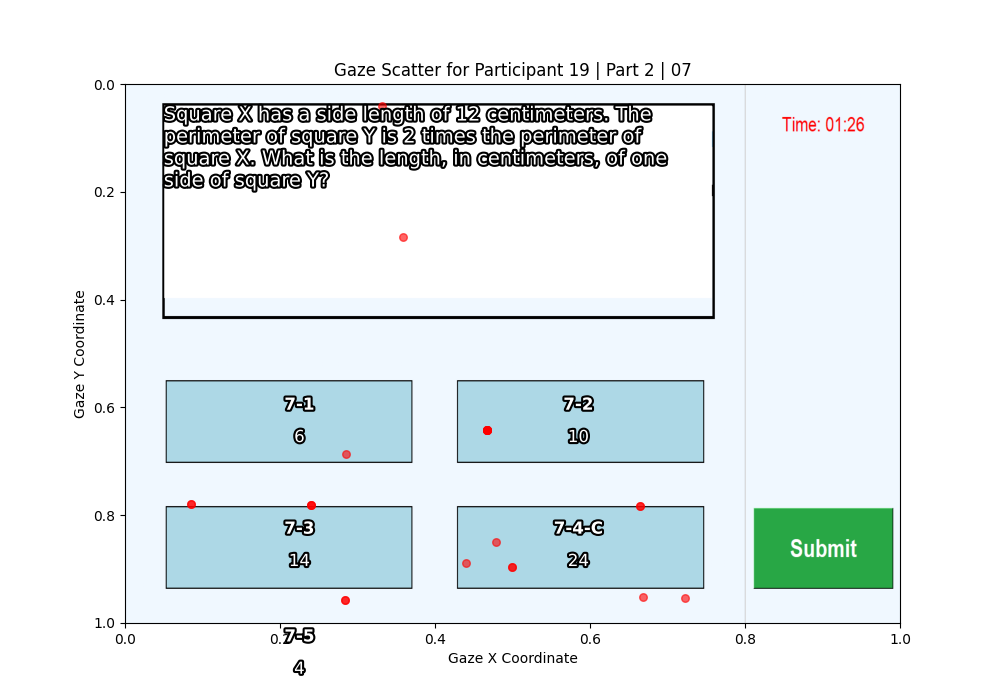 Gaze Scatter for Participant 19 | Part 2 | 07
Square X has a side length of 12 centimeters. The
perimeter of square Y is 2 times the perimeter of
square X. What is the length, in centimeters, of one
side of square Y?
Time: 01:26
7-1
6
7-2
10
7-3
14
7-4-C
24
Submit
7-5
4
0.0
0.2
0.4
0.6
0.8
1.0
Gaze Y Coordinate
0.0
0.2
0.4
0.6
0.8
1.0
Gaze X Coordinate